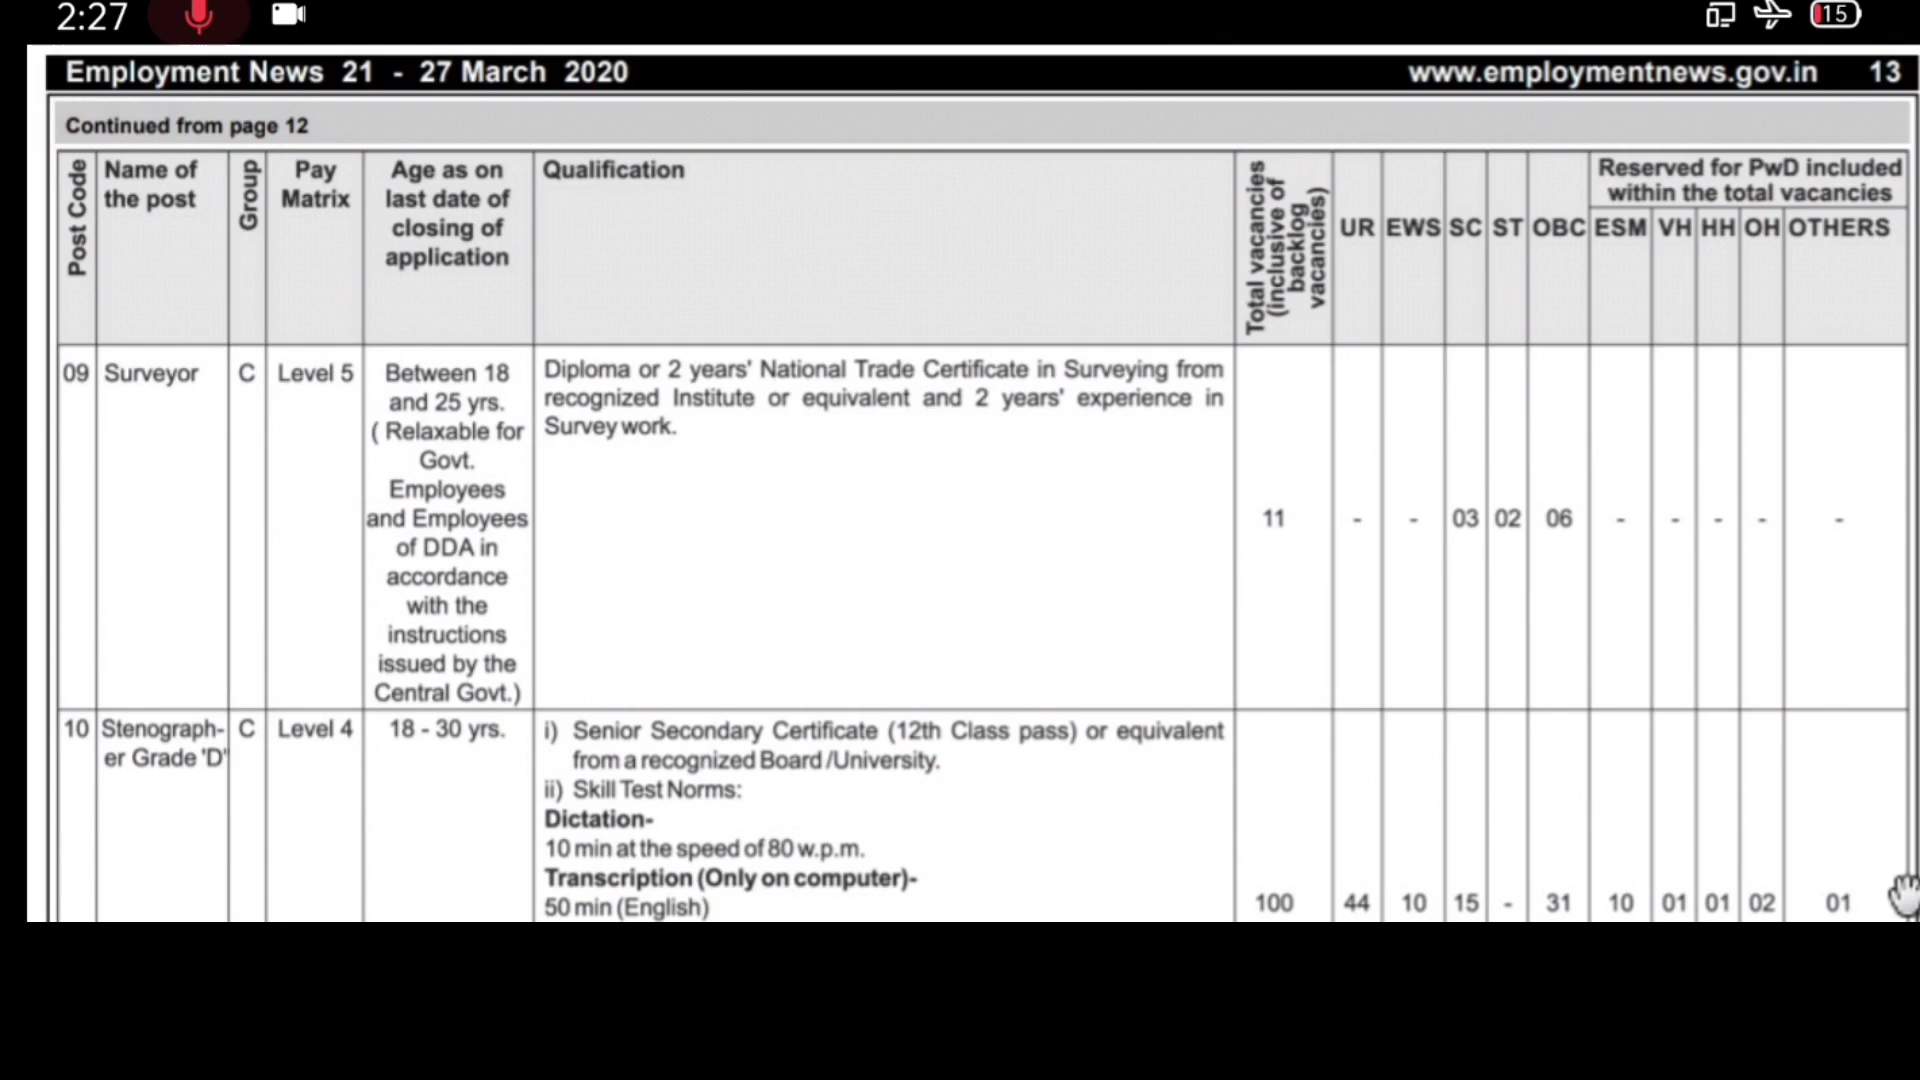 2:27
15
Employment News 21 - 27 March 2020 www.employmentnews.gov.in 13
Continued from page 12
Post Code
Name of
the post
Group
Pay
Matrix
Age as on
last date of
closing of
application
Qualification
Total vacancies
(inclusive of
backlog
vacancies)
UR EWS SC ST OBC
Reserved for PwD included
within the total vacancies
ESM VH HH OH OTHERS
09 Surveyor C Level 5
Between 18
and 25 yrs.
( Relaxable for
Govt.
Employees
and Employees
of DDA in
accordance
with the
instructions
issued by the
Central Govt.)
Diploma or 2 years' National Trade Certificate in Surveying from
recognized Institute or equivalent and 2 years' experience in
Survey work.
11 - - 03 02 06 - - - - -
10 Stenograph-
er Grade 'D'
C Level 4 18 - 30 yrs.
i) Senior Secondary Certificate (12th Class pass) or equivalent
from a recognized Board /University.
ii) Skill Test Norms:
Dictation-
10 min at the speed of 80 w.p.m.
Transcription (Only on computer)-
50 min (English)
100 44 10 15 - 31 10 01 01 02 01